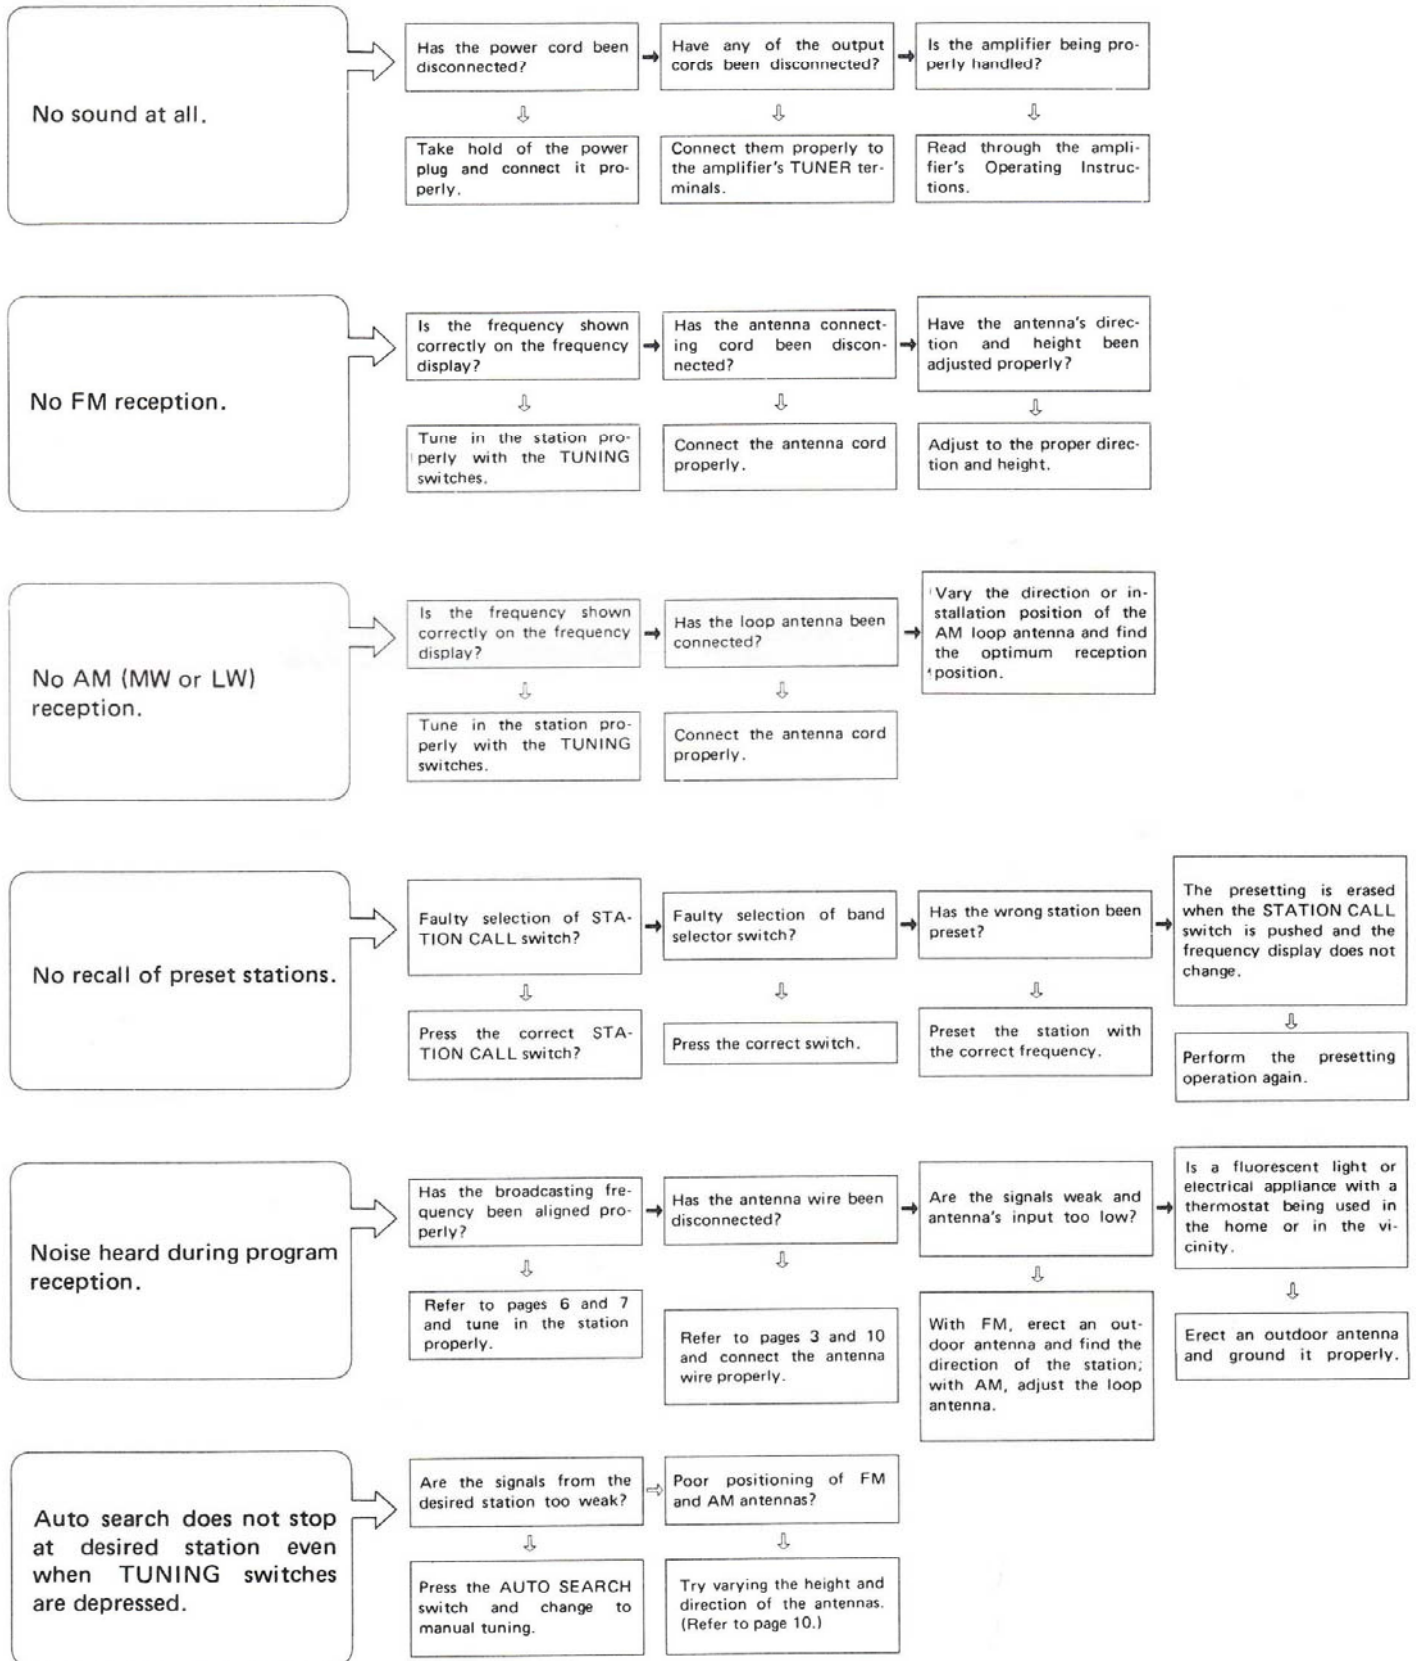 No sound at all.
Has the power cord been
disconnected?
Take hold of the power
plug and connect it pro-
perly.
Have any of the output
cords been disconnected?
Connect them properly to
the amplifier's TUNER ter-
minals.
Is the amplifier being pro-
perly handled?
Read through the ampli-
fier's Operating Instruc-
tions.
No FM reception.
Is the frequency shown
correctly on the frequency
display?
Tune in the station pro-
perly with the TUNING
switches.
Has the antenna connect-
ing cord been discon-
nected?
Connect the antenna cord
properly.
Have the antenna's direc-
tion and height been
adjusted properly?
Adjust to the proper direc-
tion and height.
No AM (MW or LW)
reception.
Is the frequency shown
correctly on the frequency
display?
Tune in the station pro-
perly with the TUNING
switches.
Has the loop antenna been
connected?
Connect the antenna cord
properly.
Vary the direction or in-
stallation position of the
AM loop antenna and find
the optimum reception
position.
No recall of preset stations.
Faulty selection of STA-
TION CALL switch?
Press the correct STA-
TION CALL switch?
Faulty selection of band
selector switch?
Press the correct switch.
Has the wrong station been
preset?
Preset the station with
the correct frequency.
The presetting is erased
when the STATION CALL
switch is pushed and the
frequency display does not
change.
Perform the presetting
operation again.
Noise heard during program
reception.
Has the broadcasting fre-
quency been aligned pro-
perly?
Refer to pages 6 and 7
and tune in the station
properly.
Has the antenna wire been
disconnected?
Refer to pages 3 and 10
and connect the antenna
wire properly.
Are the signals weak and
antenna's input too low?
With FM, erect an out-
door antenna and find the
direction of the station;
with AM, adjust the loop
antenna.
Is a fluorescent light or
electrical appliance with a
thermostat being used in
the home or in the vi-
cinity.
Erect an outdoor antenna
and ground it properly.
Auto search does not stop
at desired station even
when TUNING switches
are depressed.
Are the signals from the
desired station too weak?
Press the AUTO SEARCH
switch and change to
manual tuning.
Poor positioning of FM
and AM antennas?
Try varying the height and
direction of the antennas.
(Refer to page 10.)